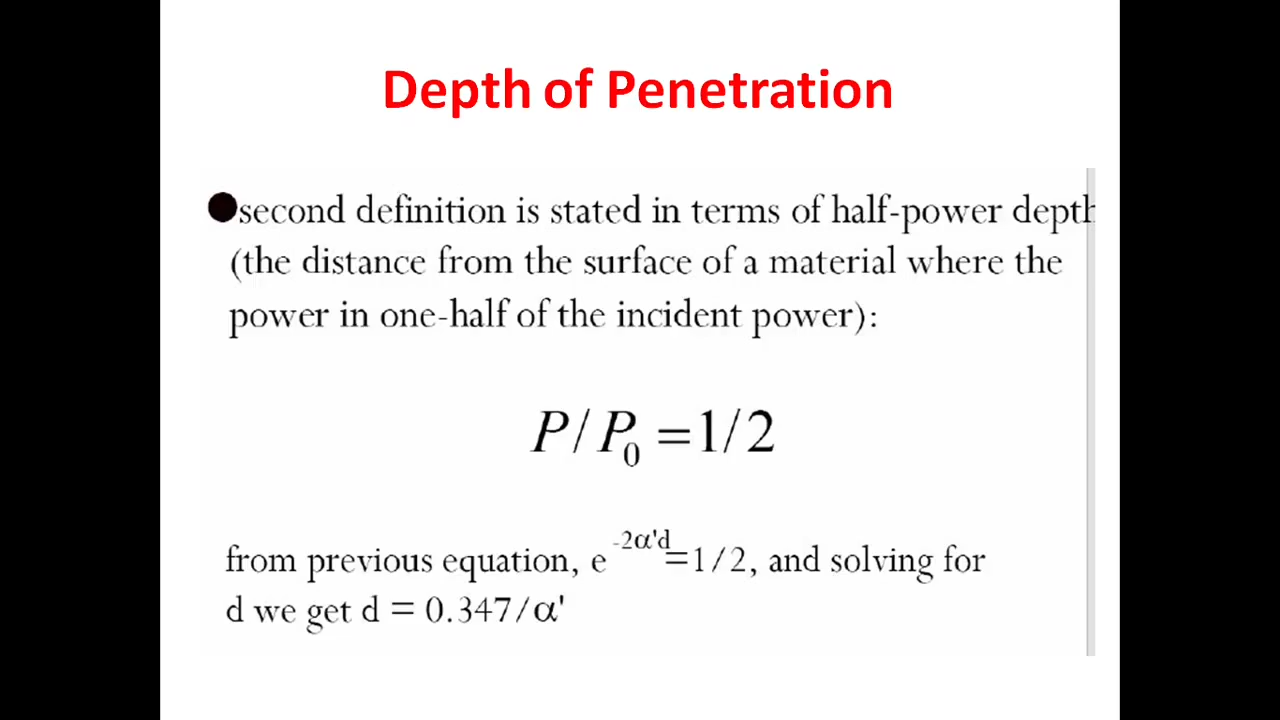 Depth of Penetration
●second definition is stated in terms of half-power depth
(the distance from the surface of a material where the
power in one-half of the incident power):
P/P₀ =1/2
from previous equation, e^-2α'd=1/2, and solving for
d we get d = 0.347/α'